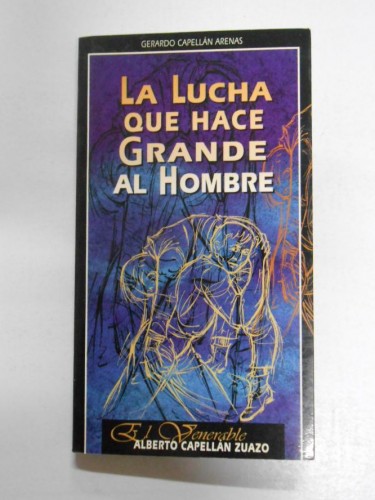 GERARDO CAPELLÁN ARENAS
LA LUCHA
QUE HACE
GRANDE
AL HOMBRE
El Venerable
ALBERTO CAPELLÁN ZUAZO